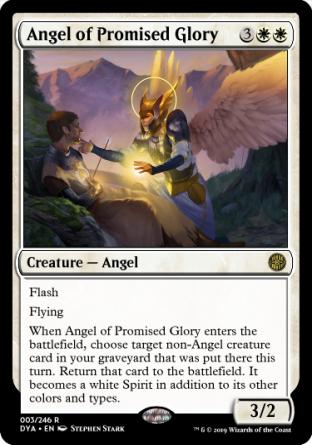 Angel of Promised Glory 3
Creature — Angel
Flash
Flying
When Angel of Promised Glory enters the
battlefield, choose target non-Angel creature
card in your graveyard that was put there this
turn. Return that card to the battlefield. It
becomes a white Spirit in addition to its other
colors and types.
3/2
003/246 R
DYA • EN Stephen Stark
™ & © 2019 Wizards of the Coast